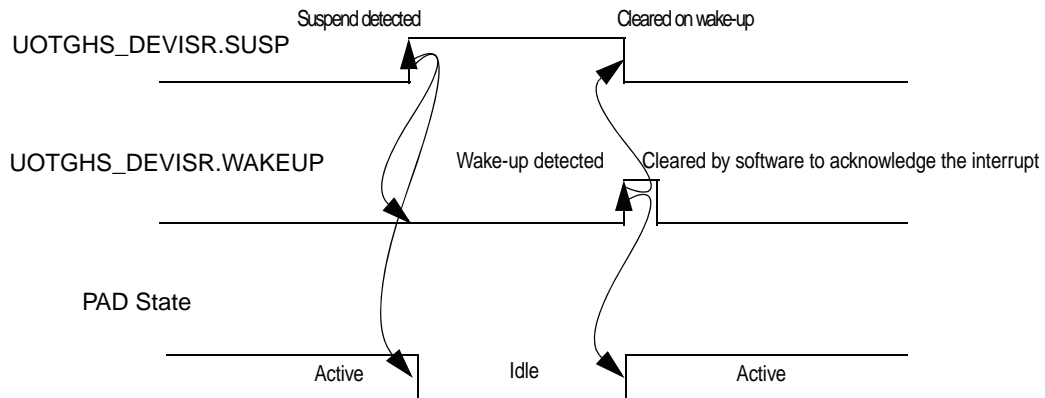 Suspend detected
Cleared on wake-up
UOTGHS_DEVISR.SUSP
UOTGHS_DEVISR.WAKEUP
Wake-up detected
Cleared by software to acknowledge the interrupt
PAD State
Active
Idle
Active